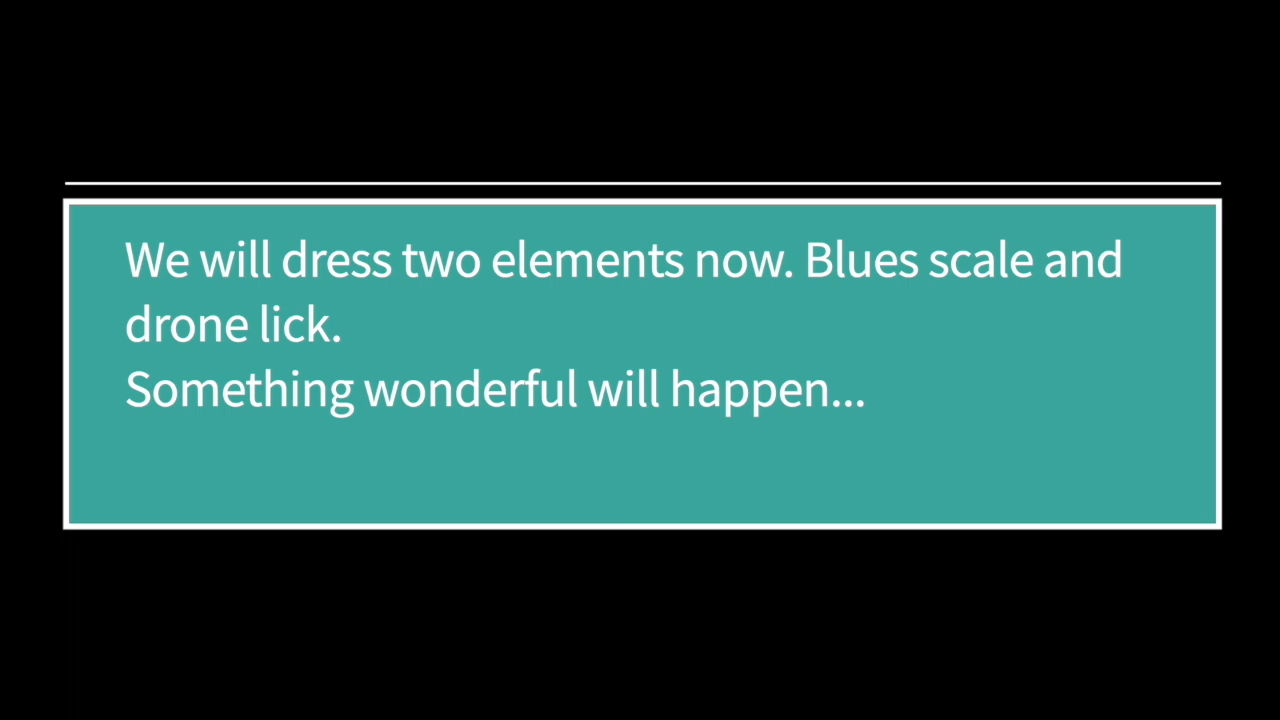 We will dress two elements now. Blues scale and
drone lick.
Something wonderful will happen...